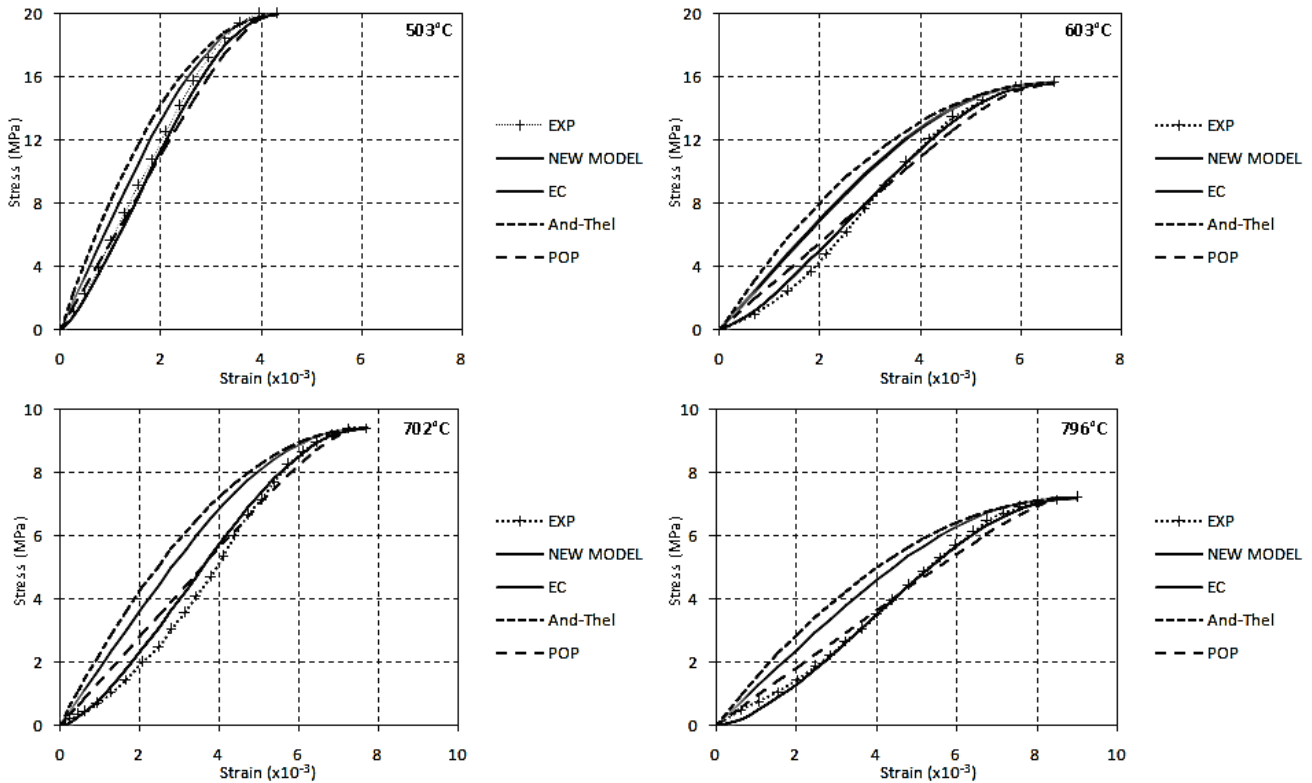 503°C
20
16
12
8
4
0
Stress (MPa)
0 2 4 6 8
Strain (x10-3)
EXP
NEW MODEL
EC
And-Thel
POP
603°C
20
16
12
8
4
0
Stress (MPa)
0 2 4 6 8
Strain (x10-3)
EXP
NEW MODEL
EC
And-Thel
POP
702°C
10
8
6
4
2
0
Stress (MPa)
0 2 4 6 8 10
Strain (x10-3)
EXP
NEW MODEL
EC
And-Thel
POP
796°C
10
8
6
4
2
0
Stress (MPa)
0 2 4 6 8 10
Strain (x10-3)
EXP
NEW MODEL
EC
And-Thel
POP